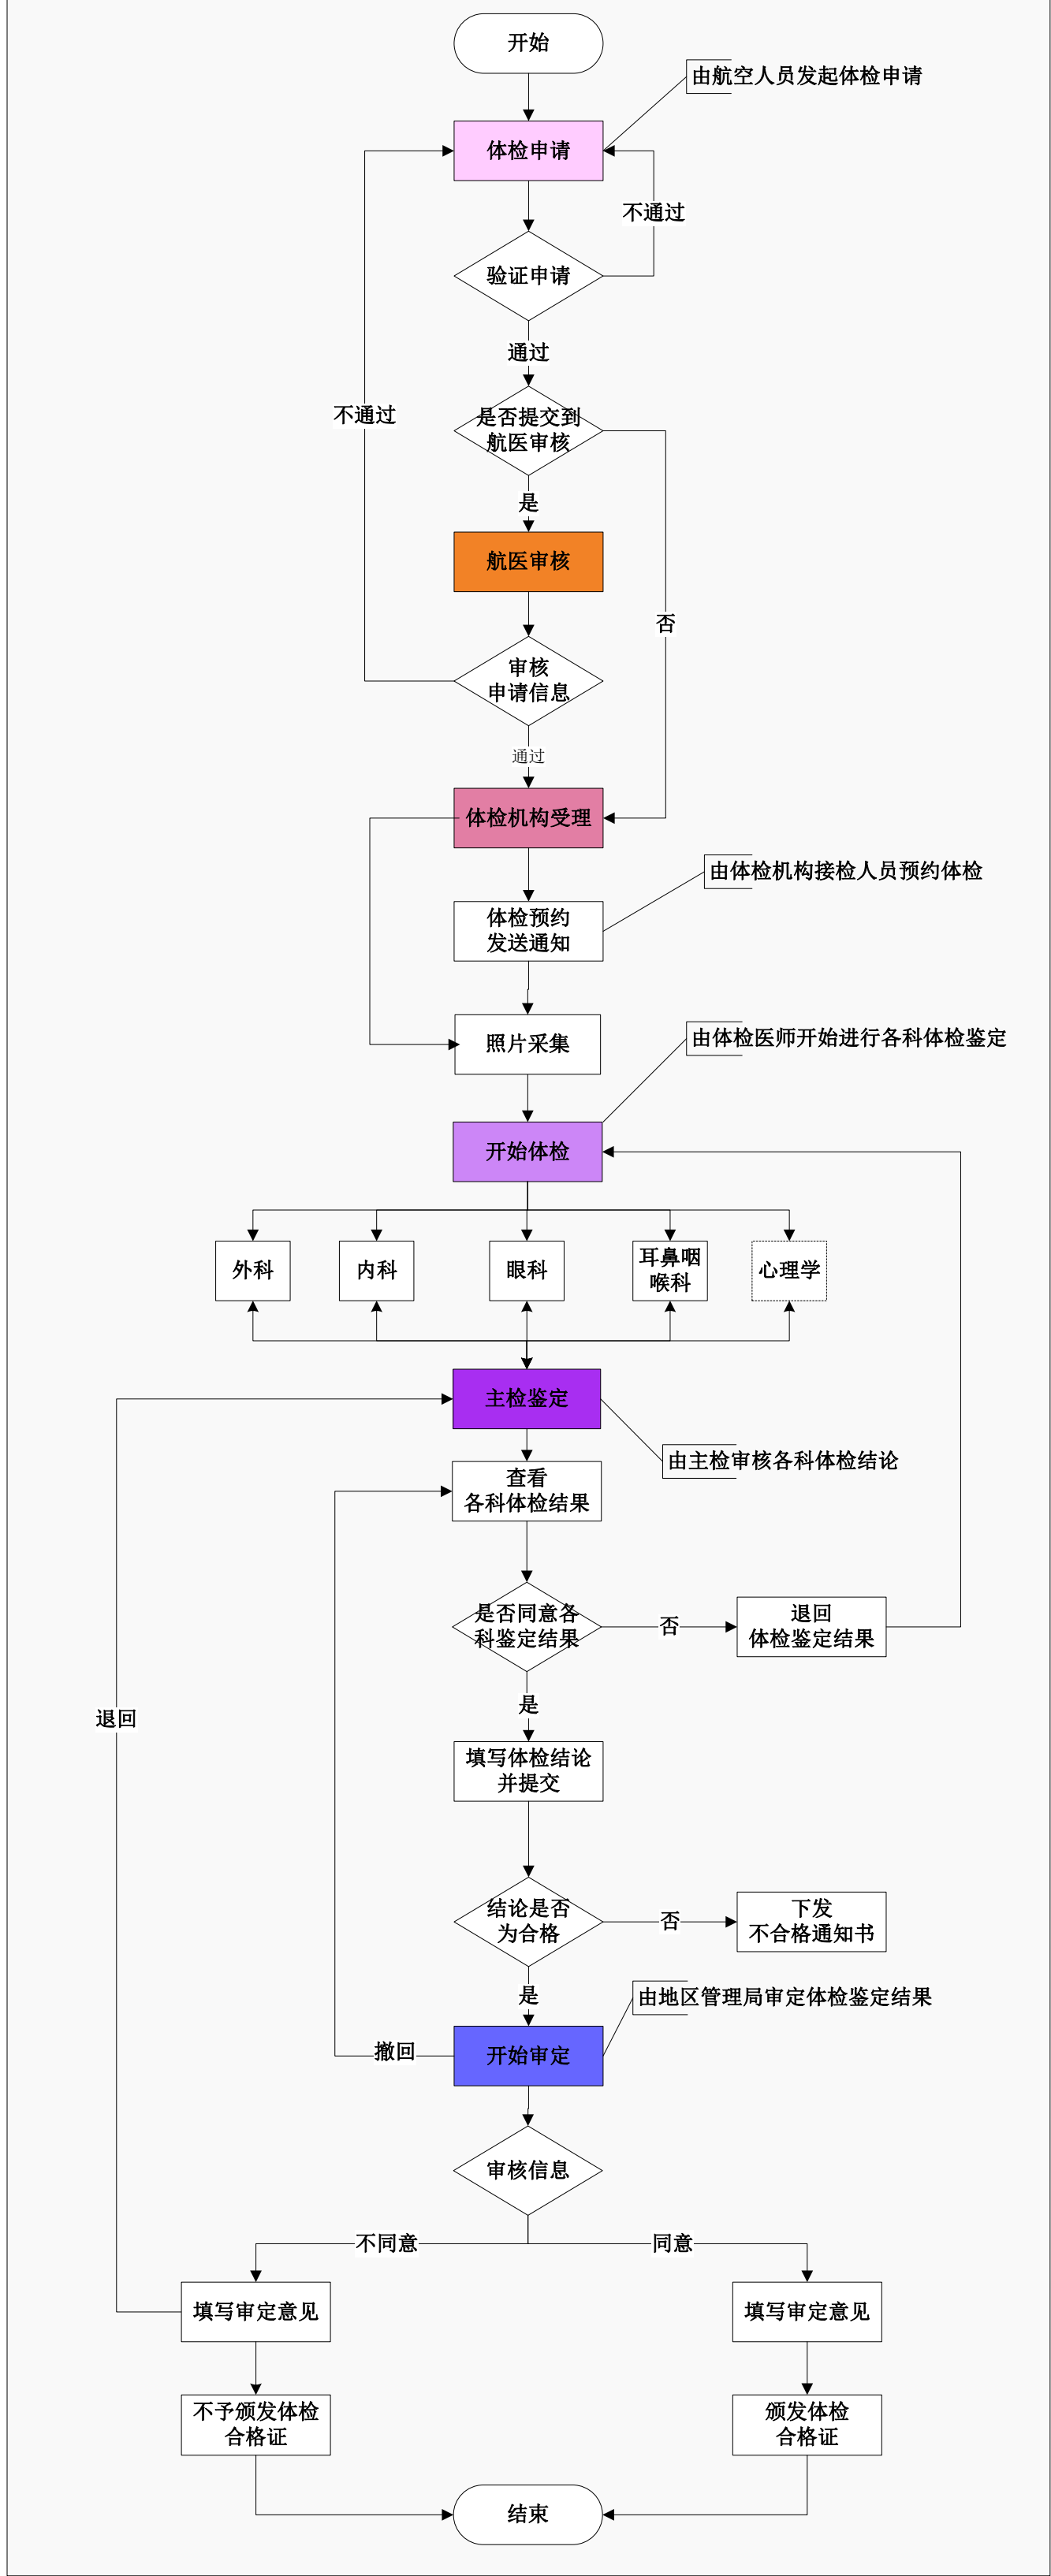 开始
由航空人员发起体检申请
体检申请
不通过
验证申请
通过
不通过
是否提交到
航医审核
是
航医审核
否
审核
申请信息
通过
体检机构受理
由体检机构接检人员预约体检
体检预约
发送通知
照片采集
由体检医师开始进行各科体检鉴定
开始体检
外科
内科
眼科
耳鼻咽
喉科
心理学
主检鉴定
由主检审核各科体检结论
查看
各科体检结果
是否同意各
科鉴定结果
否
退回
体检鉴定结果
是
退回
填写体检结论
并提交
结论是否
为合格
否
下发
不合格通知书
是
由地区管理局审定体检鉴定结果
撤回
开始审定
审核信息
不同意
同意
填写审定意见
填写审定意见
不予颁发体检
合格证
颁发体检
合格证
结束